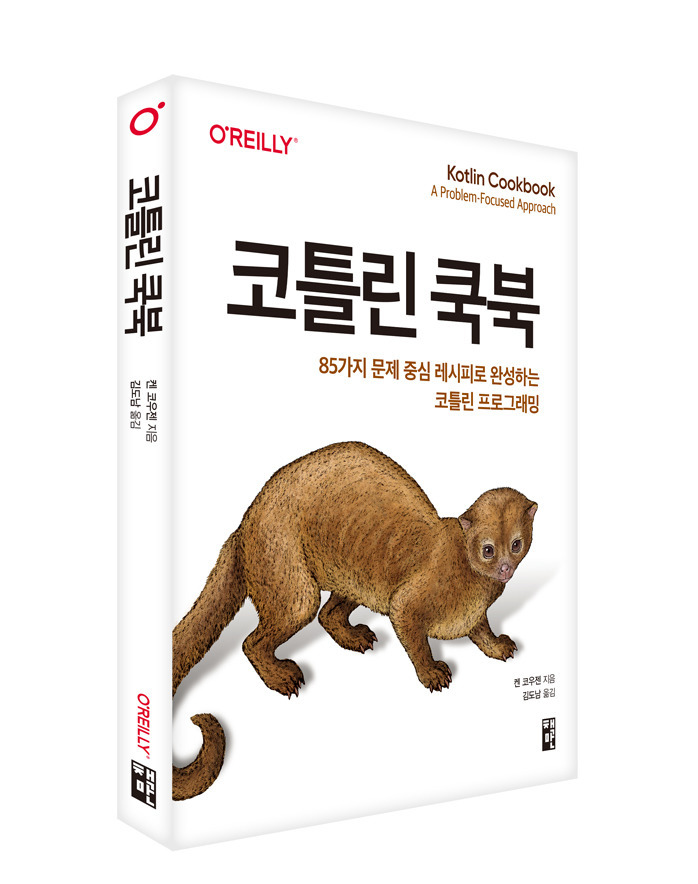 O'REILLY®
Kotlin Cookbook
A Problem-Focused Approach
코틀린 쿡북
85가지 문제 중심 레시피로 완성하는
코틀린 프로그래밍
켄 코우젠 지음
김도남 옮김
책만
코틀린 쿡북
켄 코우젠 지음
김도남 옮김
O'REILLY®
책만